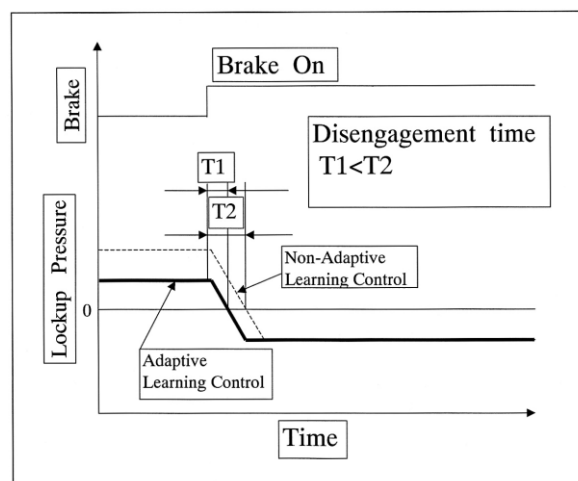 Brake On
Brake
Disengagement time
T1<T2
T1
T2
Non-Adaptive
Learning Control
Lockup Pressure
0
Adaptive
Learning Control
Time